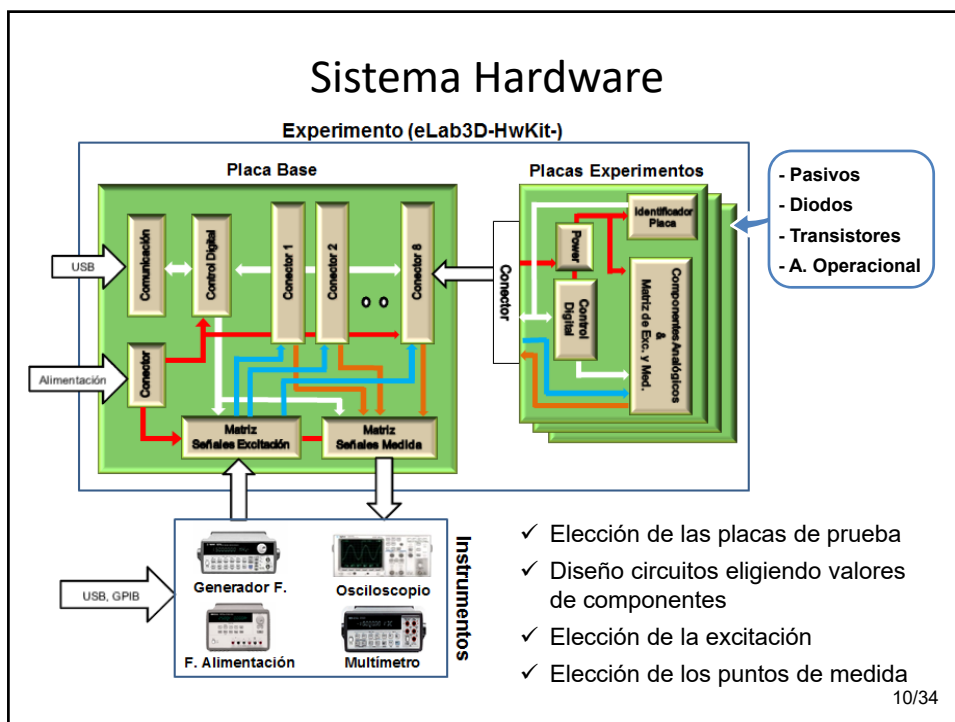 Sistema Hardware
Experimento (eLab3D-HwKit-)
Placa Base
Placas Experimentos
- Pasivos
- Diodos
- Transistores
- A. Operacional
USB
Comunicación
Control Digital
Conector 1
Conector 2
Conector 8
Conector
Power
Identificador
Placa
Control
Digital
Componentes Analógicos
&
Matriz de Exc. y Med.
Alimentación
Conector
Matriz
Señales Excitación
Matriz
Señales Medida
USB, GPIB
Generador F.
Osciloscopio
F. Alimentación
Multímetro
Instrumentos
✓ Elección de las placas de prueba
✓ Diseño circuitos eligiendo valores
de componentes
✓ Elección de la excitación
✓ Elección de los puntos de medida
10/34